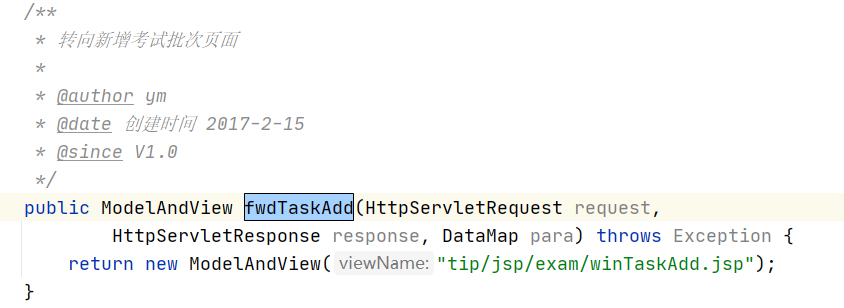 /**
* 转向新增考试批次页面
*
* @author ym
* @date 创建时间 2017-2-15
* @since V1.0
*/
public ModelAndView fwdTaskAdd(HttpServletRequest request,
HttpServletResponse response, DataMap para) throws Exception {
return new ModelAndView( viewName: "tip/jsp/exam/winTaskAdd.jsp");
}